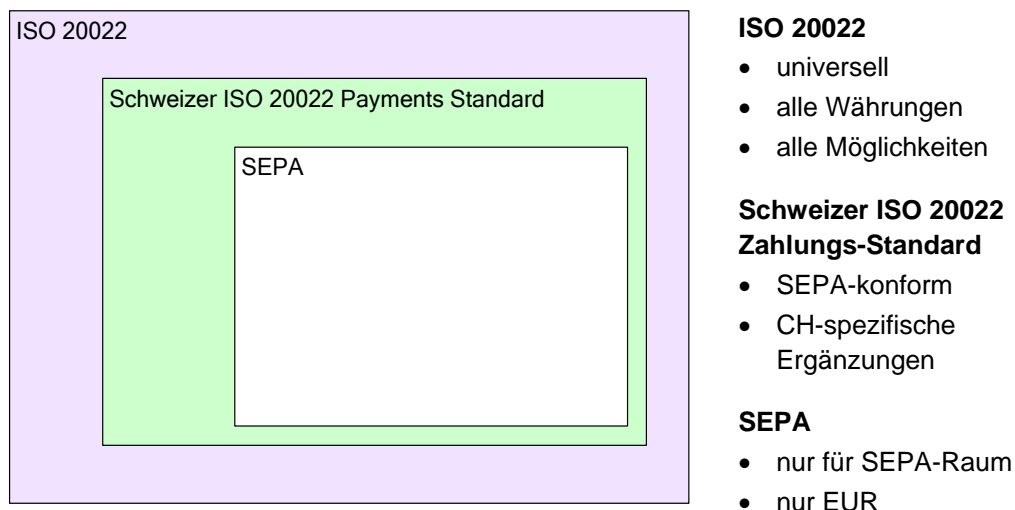 ISO 20022
Schweizer ISO 20022 Payments Standard
SEPA
ISO 20022
• universell
• alle Währungen
• alle Möglichkeiten
Schweizer ISO 20022
Zahlungs-Standard
• SEPA-konform
• CH-spezifische
Ergänzungen
SEPA
• nur für SEPA-Raum
• nur EUR